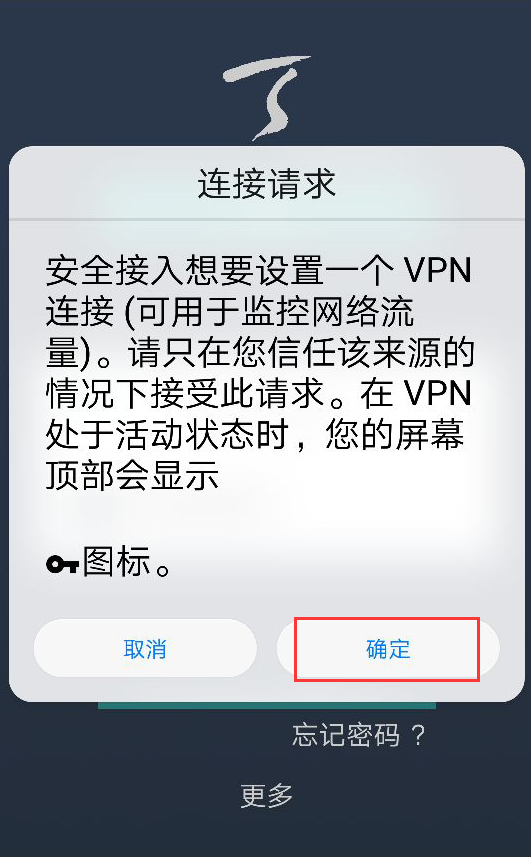 连接请求
安全接入想要设置一个 VPN
连接 (可用于监控网络流
量)。请只在您信任该来源的
情况下接受此请求。在 VPN
处于活动状态时，您的屏幕
顶部会显示
图标。
取消
确定
忘记密码？
更多